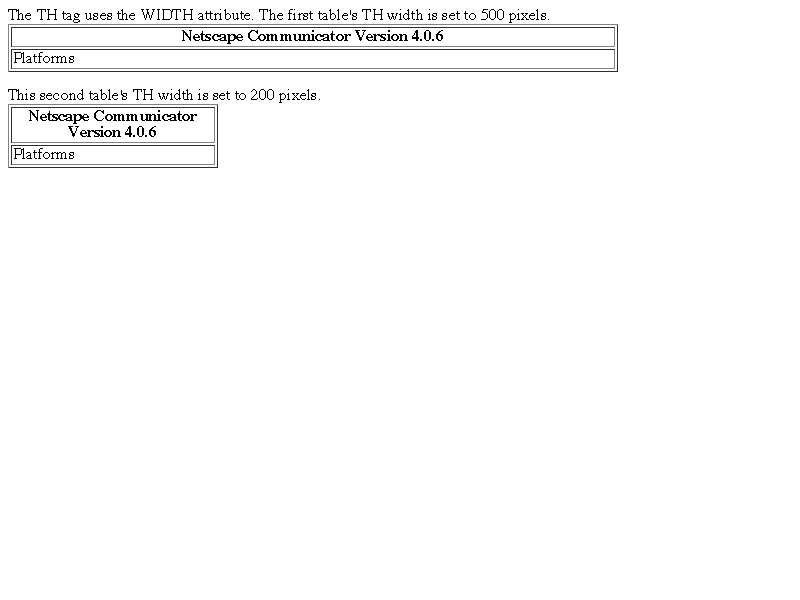 The TH tag uses the WIDTH attribute. The first table's TH width is set to 500 pixels.
Netscape Communicator Version 4.0.6
Platforms
This second table's TH width is set to 200 pixels.
Netscape Communicator
Version 4.0.6
Platforms